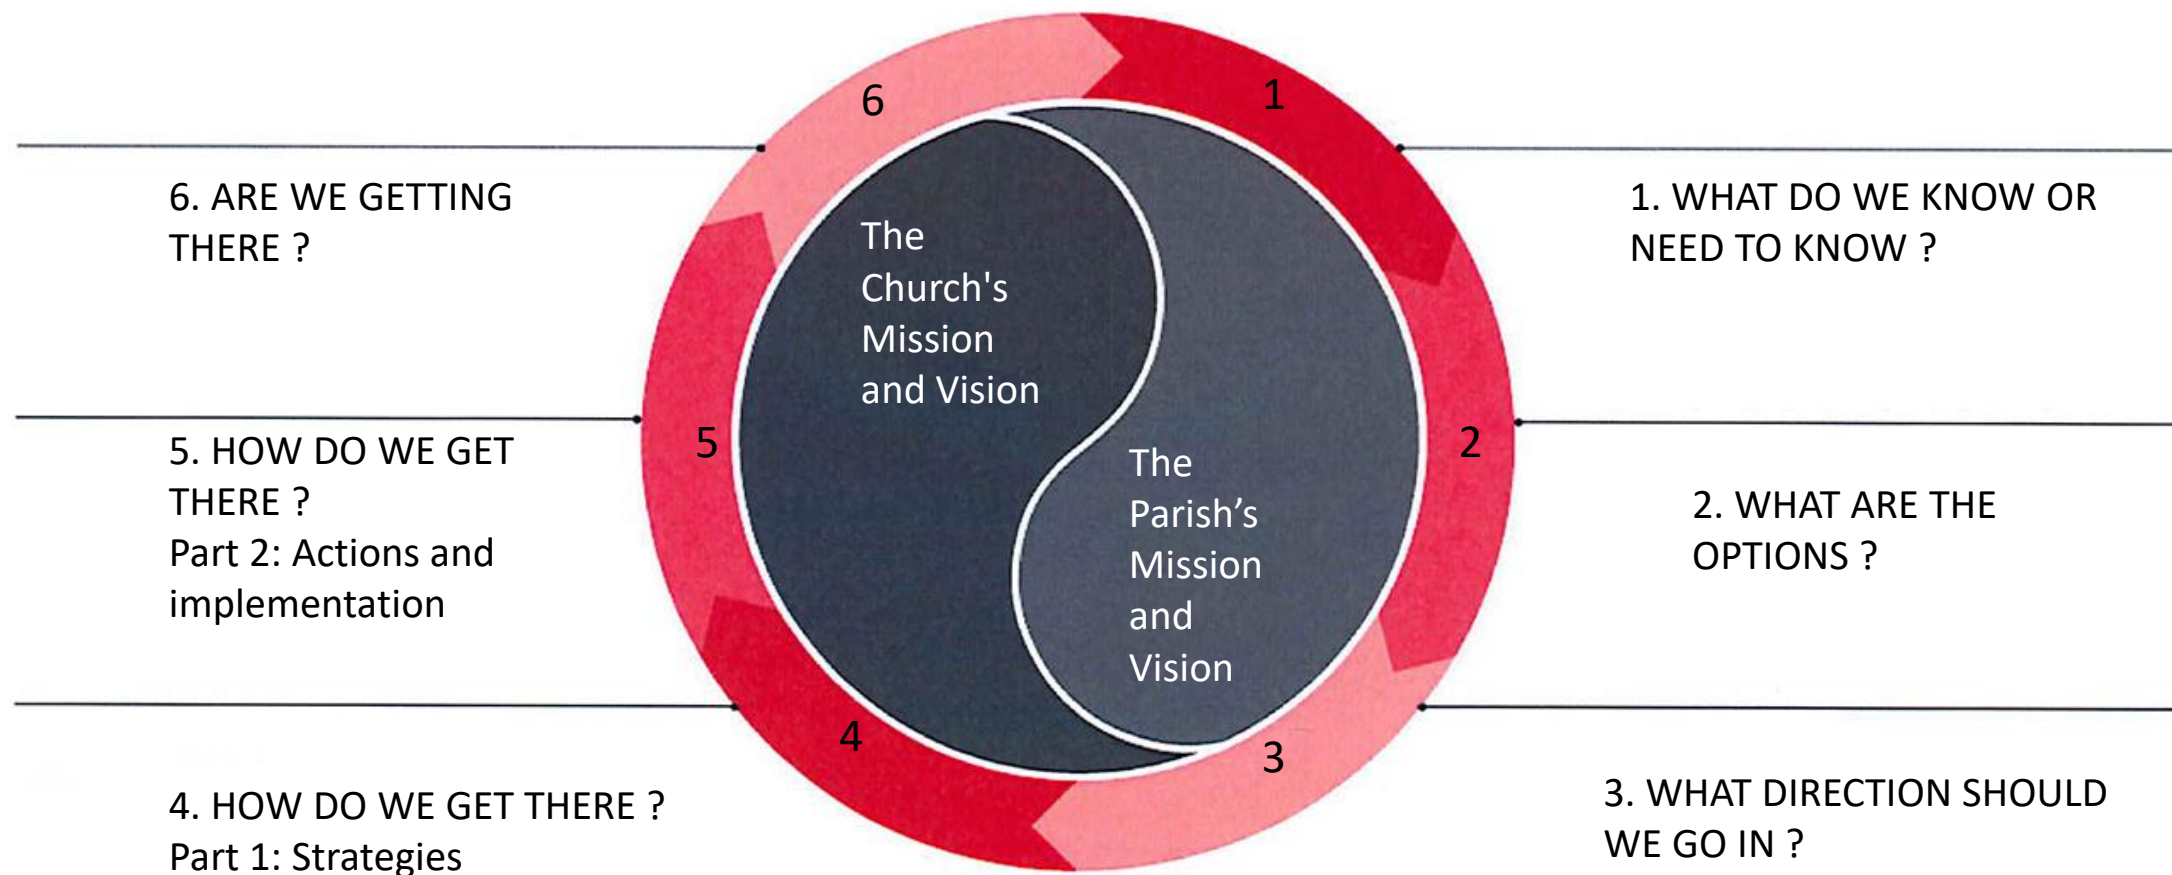 6
1
6. ARE WE GETTING
THERE ?
1. WHAT DO WE KNOW OR
NEED TO KNOW ?
The
Church's
Mission
and Vision
5
2
5. HOW DO WE GET
THERE ?
Part 2: Actions and
implementation
The
Parish’s
Mission
and
Vision
2. WHAT ARE THE
OPTIONS ?
4
3
4. HOW DO WE GET THERE ?
Part 1: Strategies
3. WHAT DIRECTION SHOULD
WE GO IN ?